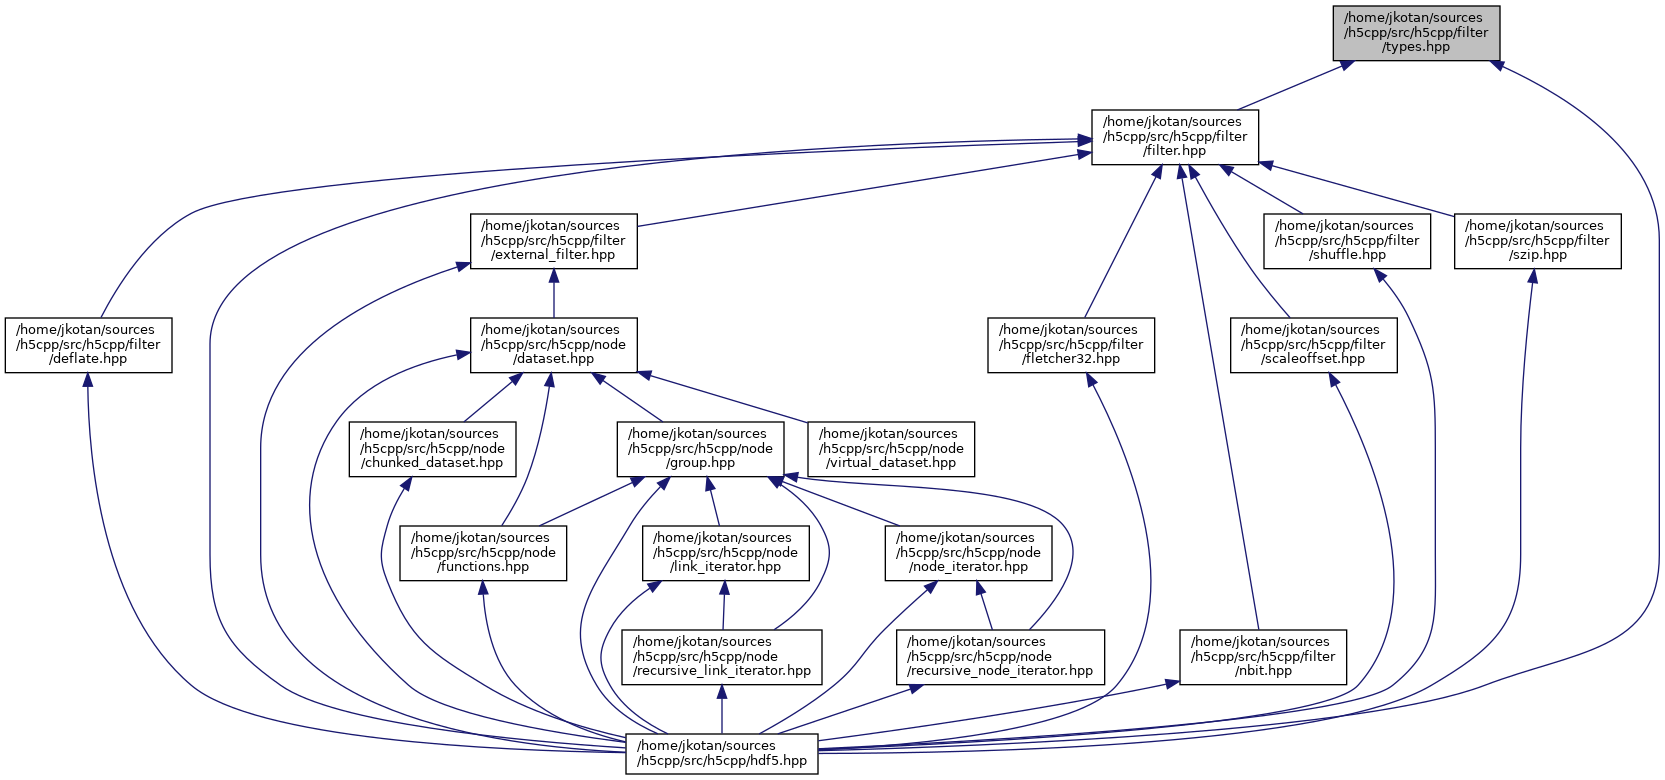 /home/jkotan/sources
/h5cpp/src/h5cpp/filter
/types.hpp
/home/jkotan/sources
/h5cpp/src/h5cpp/filter
/filter.hpp
/home/jkotan/sources
/h5cpp/src/h5cpp/filter
/external_filter.hpp
/home/jkotan/sources
/h5cpp/src/h5cpp/filter
/shuffle.hpp
/home/jkotan/sources
/h5cpp/src/h5cpp/filter
/szip.hpp
/home/jkotan/sources
/h5cpp/src/h5cpp/filter
/deflate.hpp
/home/jkotan/sources
/h5cpp/src/h5cpp/node
/dataset.hpp
/home/jkotan/sources
/h5cpp/src/h5cpp/filter
/fletcher32.hpp
/home/jkotan/sources
/h5cpp/src/h5cpp/filter
/scaleoffset.hpp
/home/jkotan/sources
/h5cpp/src/h5cpp/node
/chunked_dataset.hpp
/home/jkotan/sources
/h5cpp/src/h5cpp/node
/group.hpp
/home/jkotan/sources
/h5cpp/src/h5cpp/node
/virtual_dataset.hpp
/home/jkotan/sources
/h5cpp/src/h5cpp/node
/functions.hpp
/home/jkotan/sources
/h5cpp/src/h5cpp/node
/link_iterator.hpp
/home/jkotan/sources
/h5cpp/src/h5cpp/node
/node_iterator.hpp
/home/jkotan/sources
/h5cpp/src/h5cpp/node
/recursive_link_iterator.hpp
/home/jkotan/sources
/h5cpp/src/h5cpp/node
/recursive_node_iterator.hpp
/home/jkotan/sources
/h5cpp/src/h5cpp/filter
/nbit.hpp
/home/jkotan/sources
/h5cpp/src/h5cpp/hdf5.hpp